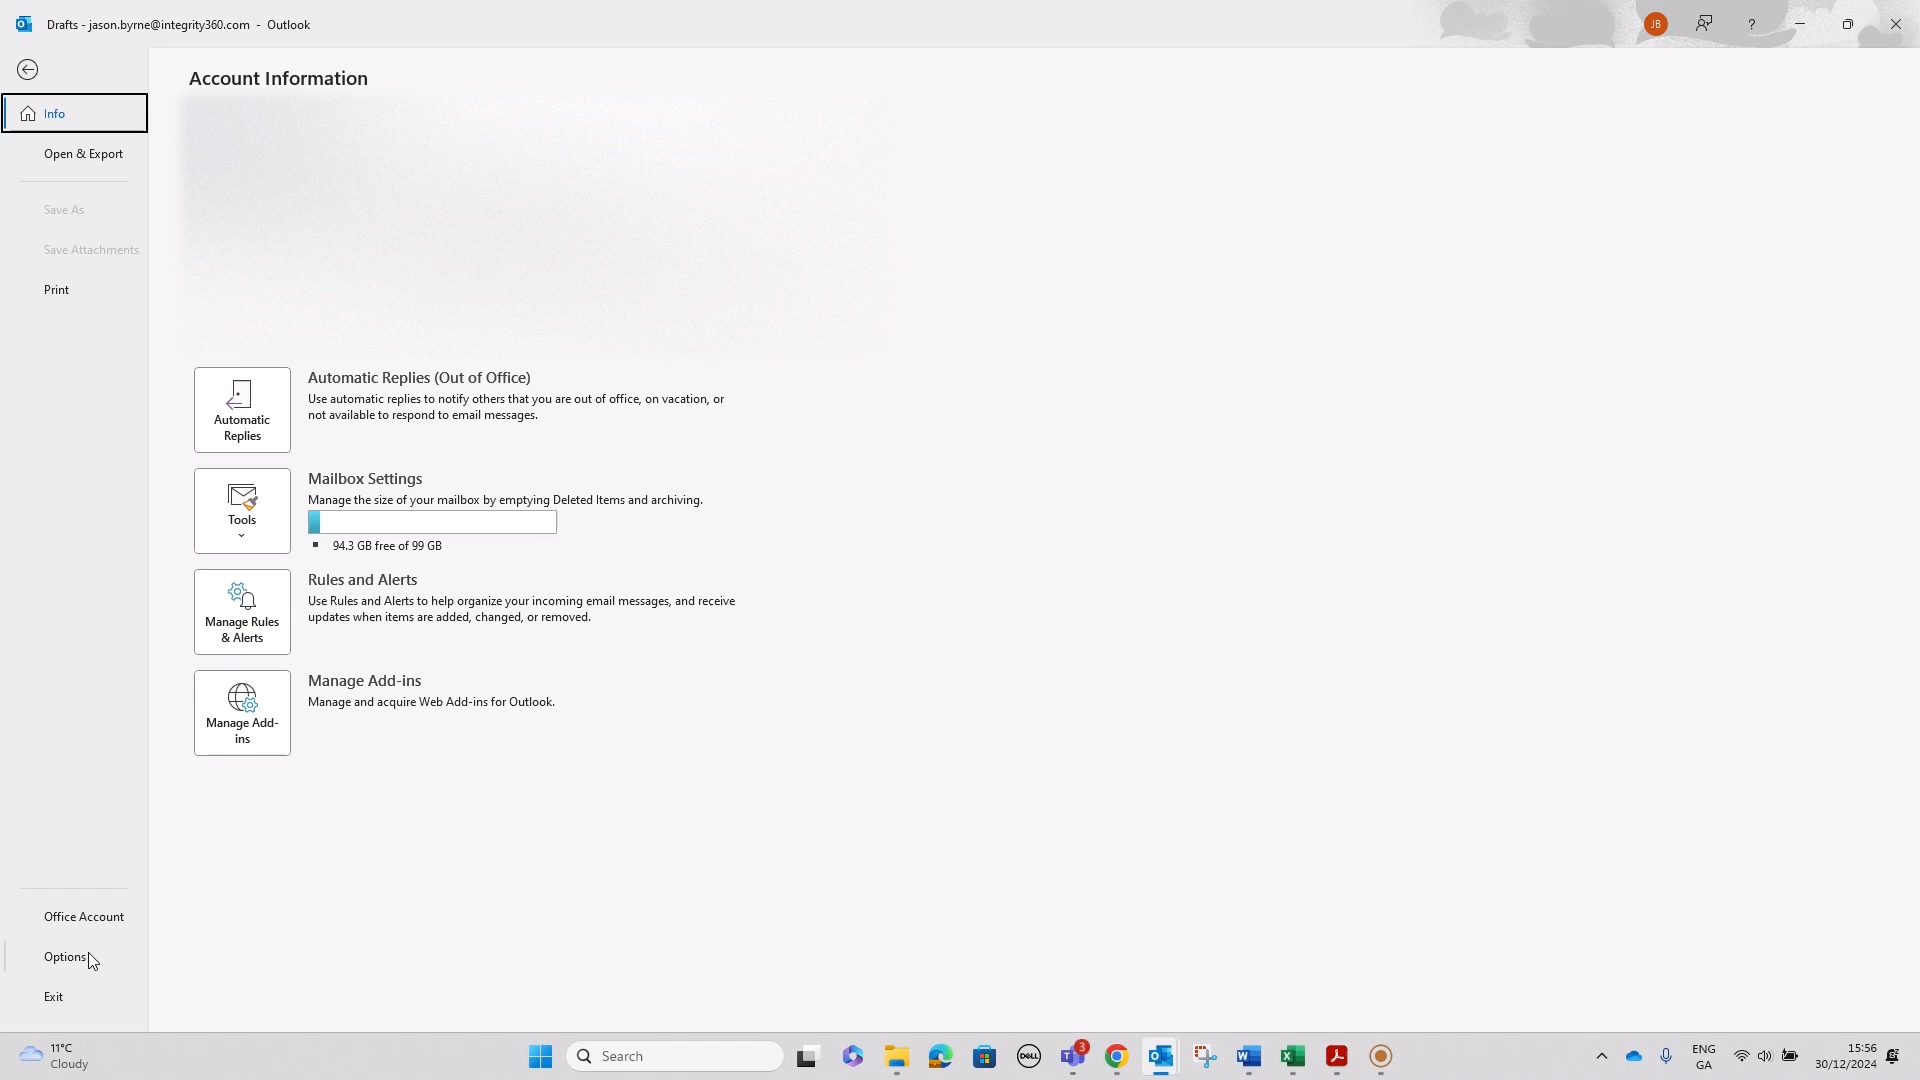 Drafts - jason.byrne@integrity360.com - Outlook
JB
?
Account Information
Info
Open & Export
Save As
Save Attachments
Print
Automatic
Replies
Automatic Replies (Out of Office)
Use automatic replies to notify others that you are out of office, on vacation, or
not available to respond to email messages.
Tools
Mailbox Settings
Manage the size of your mailbox by emptying Deleted Items and archiving.
94.3 GB free of 99 GB
Manage Rules
& Alerts
Rules and Alerts
Use Rules and Alerts to help organize your incoming email messages, and receive
updates when items are added, changed, or removed.
Manage Add-
ins
Manage Add-ins
Manage and acquire Web Add-ins for Outlook.
Office Account
Options
Exit
11°C
Cloudy
Search
DELL
3
ENG
GA
15:56
30/12/2024